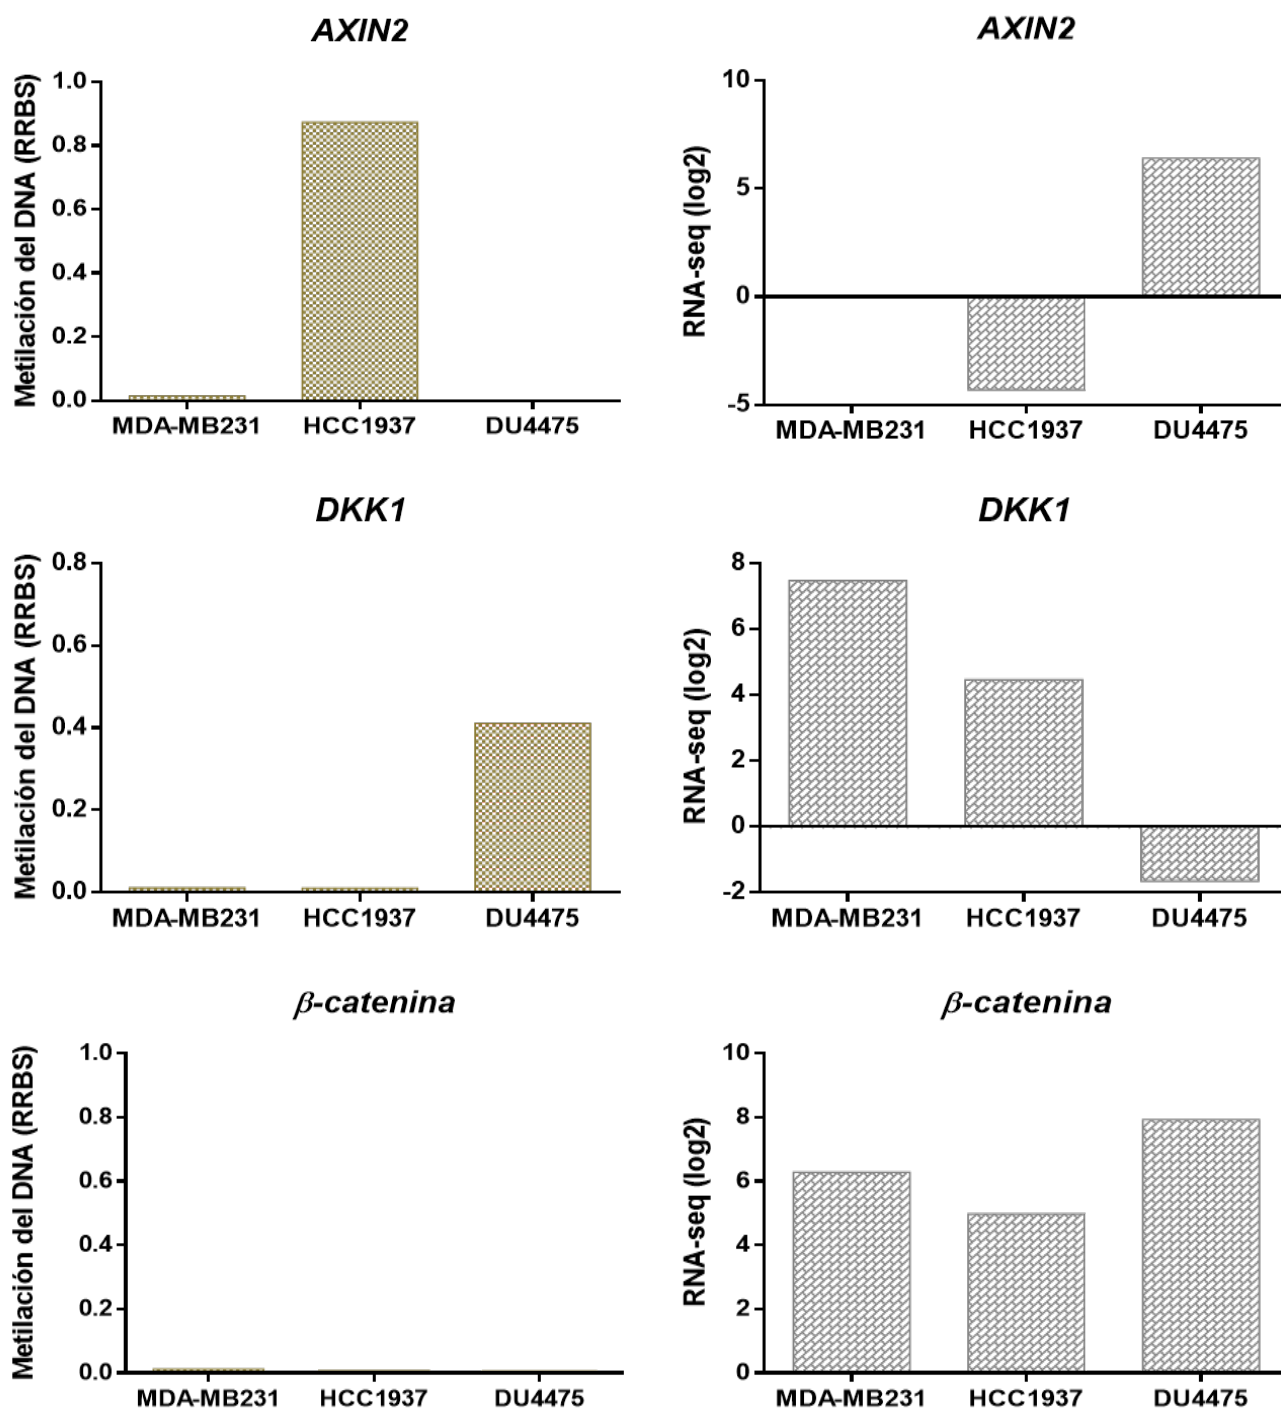 AXIN2
Metilación del DNA (RRBS)
1.0
0.8
0.6
0.4
0.2
0.0
MDA-MB231 HCC1937 DU4475
AXIN2
RNA-seq (log2)
10
5
0
-5
MDA-MB231 HCC1937 DU4475
DKK1
Metilación del DNA (RRBS)
0.8
0.6
0.4
0.2
0.0
MDA-MB231 HCC1937 DU4475
DKK1
RNA-seq (log2)
8
6
4
2
0
-2
MDA-MB231 HCC1937 DU4475
β-catenina
Metilación del DNA (RRBS)
1.0
0.8
0.6
0.4
0.2
0.0
MDA-MB231 HCC1937 DU4475
β-catenina
RNA-seq (log2)
10
8
6
4
2
0
MDA-MB231 HCC1937 DU4475